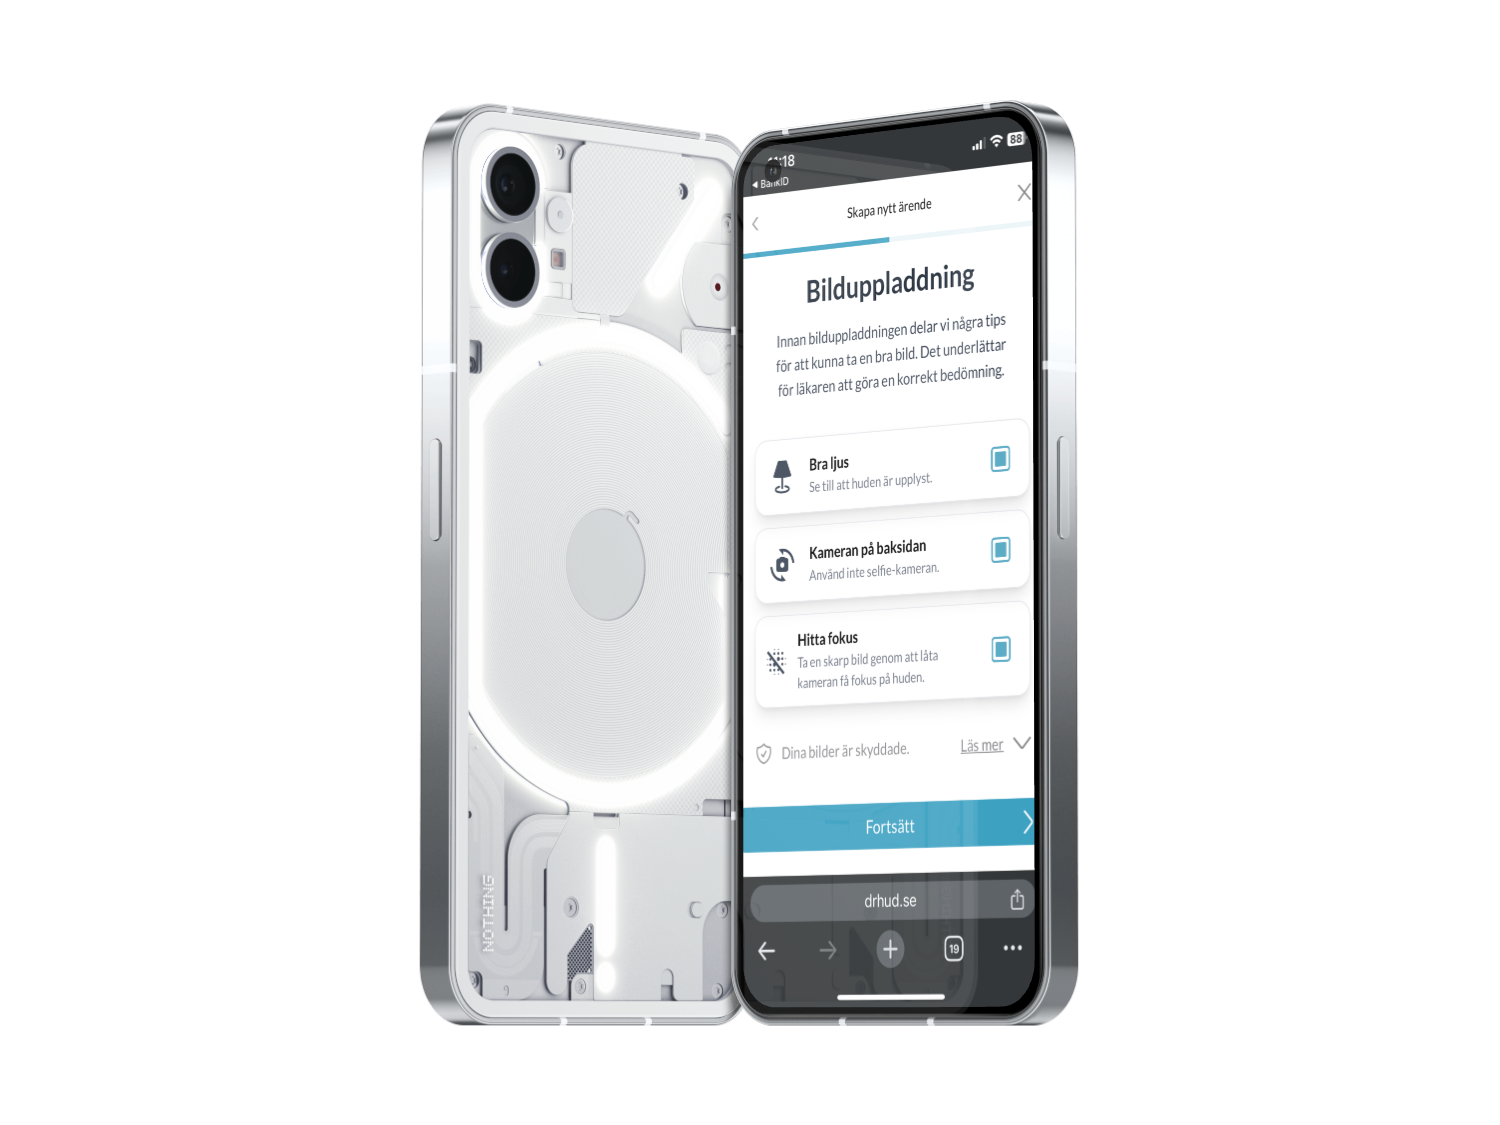 11:18
88
BankID
Skapa nytt ärende
Bilduppladdning
Innan bilduppladdningen delar vi några tips
för att kunna ta en bra bild. Det underlättar
för läkaren att göra en korrekt bedömning.
Bra ljus
Se till att huden är upplyst.
Kameran på baksidan
Använd inte selfie-kameran.
Hitta fokus
Ta en skarp bild genom att låta
kameran få fokus på huden.
Dina bilder är skyddade.
Läs mer
Fortsätt
drhud.se
19
NOTHING